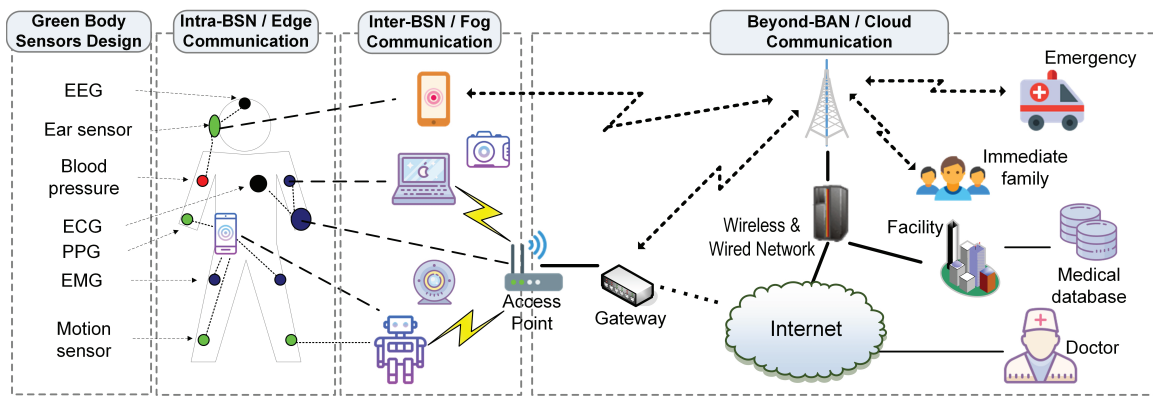 Green Body
Sensors Design
Intra-BSN / Edge
Communication
Inter-BSN / Fog
Communication
Beyond-BAN / Cloud
Communication
EEG
Ear sensor
Blood
pressure
ECG
PPG
EMG
Motion
sensor
Access
Point
Gateway
Wireless &
Wired Network
Internet
Emergency
Immediate
family
Facility
Medical
database
Doctor